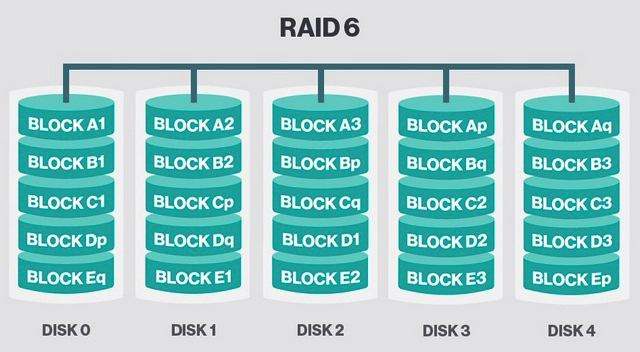 RAID 6
BLOCK A1 BLOCK A2 BLOCK A3 BLOCK Ap BLOCK Aq
BLOCK B1 BLOCK B2 BLOCK Bp BLOCK Bq BLOCK B3
BLOCK C1 BLOCK Cp BLOCK Cq BLOCK C2 BLOCK C3
BLOCK Dp BLOCK Dq BLOCK D1 BLOCK D2 BLOCK D3
BLOCK Eq BLOCK E1 BLOCK E2 BLOCK E3 BLOCK Ep
DISK 0 DISK 1 DISK 2 DISK 3 DISK 4